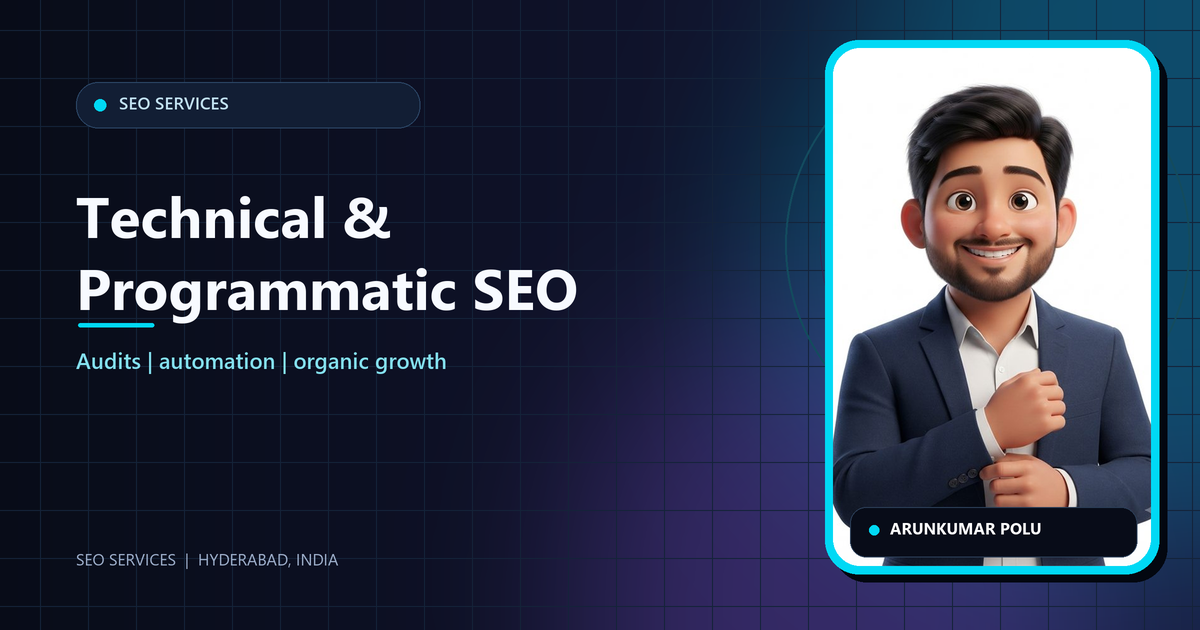 SEO SERVICES
Technical &
Programmatic SEO
Audits | automation | organic growth
SEO SERVICES | HYDERABAD, INDIA
ARUNKUMAR POLU